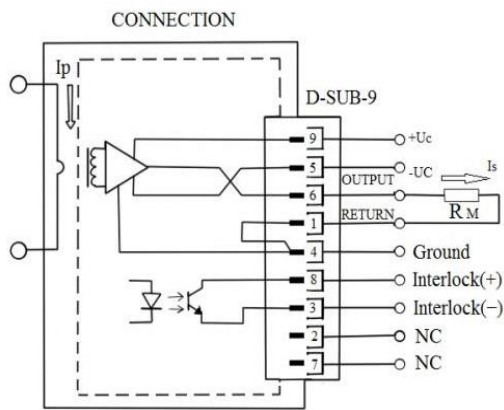 CONNECTION
Ip
D-SUB-9
9 +Uc
5 -UC
Is
6 OUTPUT
RM
1 RETURN
4 Ground
8 Interlock(+)
3 Interlock(−)
2 NC
7 NC